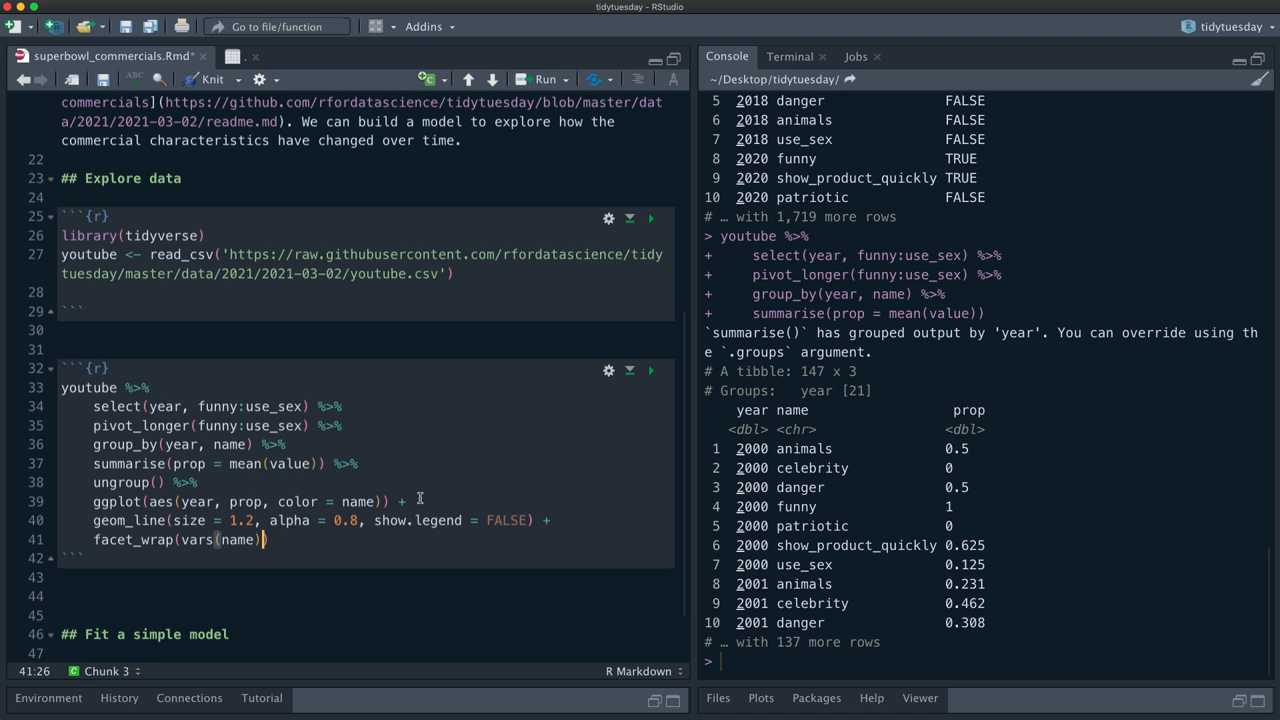 tidytuesday - RStudio
Go to file/function
Addins
tidytuesday
superbowl_commercials.Rmd*
ABC
Knit
Run
commercials](https://github.com/rfordatascience/tidytuesday/blob/master/dat
a/2021/2021-03-02/readme.md). We can build a model to explore how the
commercial characteristics have changed over time.
22
23 ## Explore data
24
25 ```{r}
26 library(tidyverse)
27 youtube <- read_csv('https://raw.githubusercontent.com/rfordatascience/tidy
tuesday/master/data/2021/2021-03-02/youtube.csv')
28
29 ```
30
31
32 ```{r}
33 youtube %>%
34 select(year, funny:use_sex) %>%
35 pivot_longer(funny:use_sex) %>%
36 group_by(year, name) %>%
37 summarise(prop = mean(value)) %>%
38 ungroup() %>%
39 ggplot(aes(year, prop, color = name)) +
40 geom_line(size = 1.2, alpha = 0.8, show.legend = FALSE) +
41 facet_wrap(vars(name))
42 ```
43
44
45
46 ## Fit a simple model
47
41:26 Chunk 3 R Markdown
Environment History Connections Tutorial
Console Terminal Jobs
~/Desktop/tidytuesday/
5 2018 danger FALSE
6 2018 animals FALSE
7 2018 use_sex FALSE
8 2020 funny TRUE
9 2020 show_product_quickly TRUE
10 2020 patriotic FALSE
# … with 1,719 more rows
> youtube %>%
+ select(year, funny:use_sex) %>%
+ pivot_longer(funny:use_sex) %>%
+ group_by(year, name) %>%
+ summarise(prop = mean(value))
`summarise()` has grouped output by 'year'. You can override using th
e `.groups` argument.
# A tibble: 147 x 3
# Groups: year [21]
year name prop
<dbl> <chr> <dbl>
1 2000 animals 0.5
2 2000 celebrity 0
3 2000 danger 0.5
4 2000 funny 1
5 2000 patriotic 0
6 2000 show_product_quickly 0.625
7 2000 use_sex 0.125
8 2001 animals 0.231
9 2001 celebrity 0.462
10 2001 danger 0.308
# … with 137 more rows
>
Files Plots Packages Help Viewer